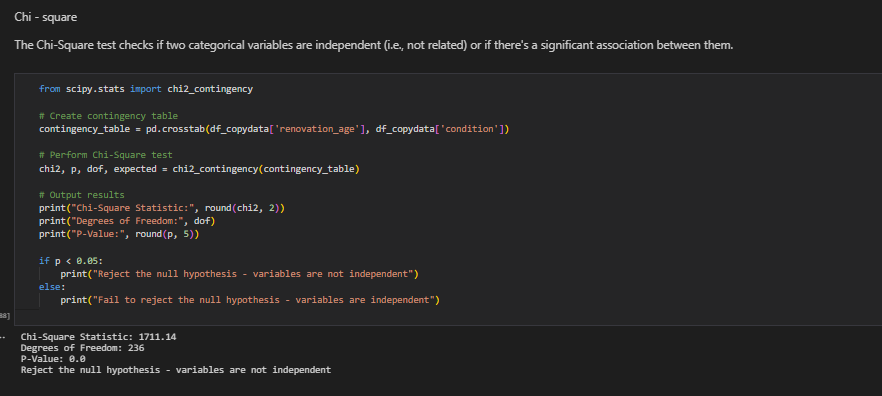 Chi - square
The Chi-Square test checks if two categorical variables are independent (i.e., not related) or if there's a significant association between them.
from scipy.stats import chi2_contingency
# Create contingency table
contingency_table = pd.crosstab(df_copydata['renovation_age'], df_copydata['condition'])
# Perform Chi-Square test
chi2, p, dof, expected = chi2_contingency(contingency_table)
# Output results
print("Chi-Square Statistic:", round(chi2, 2))
print("Degrees of Freedom:", dof)
print("P-Value:", round(p, 5))
if p < 0.05:
    print("Reject the null hypothesis - variables are not independent")
else:
    print("Fail to reject the null hypothesis - variables are independent")
Chi-Square Statistic: 1711.14
Degrees of Freedom: 236
P-Value: 0.0
Reject the null hypothesis - variables are not independent